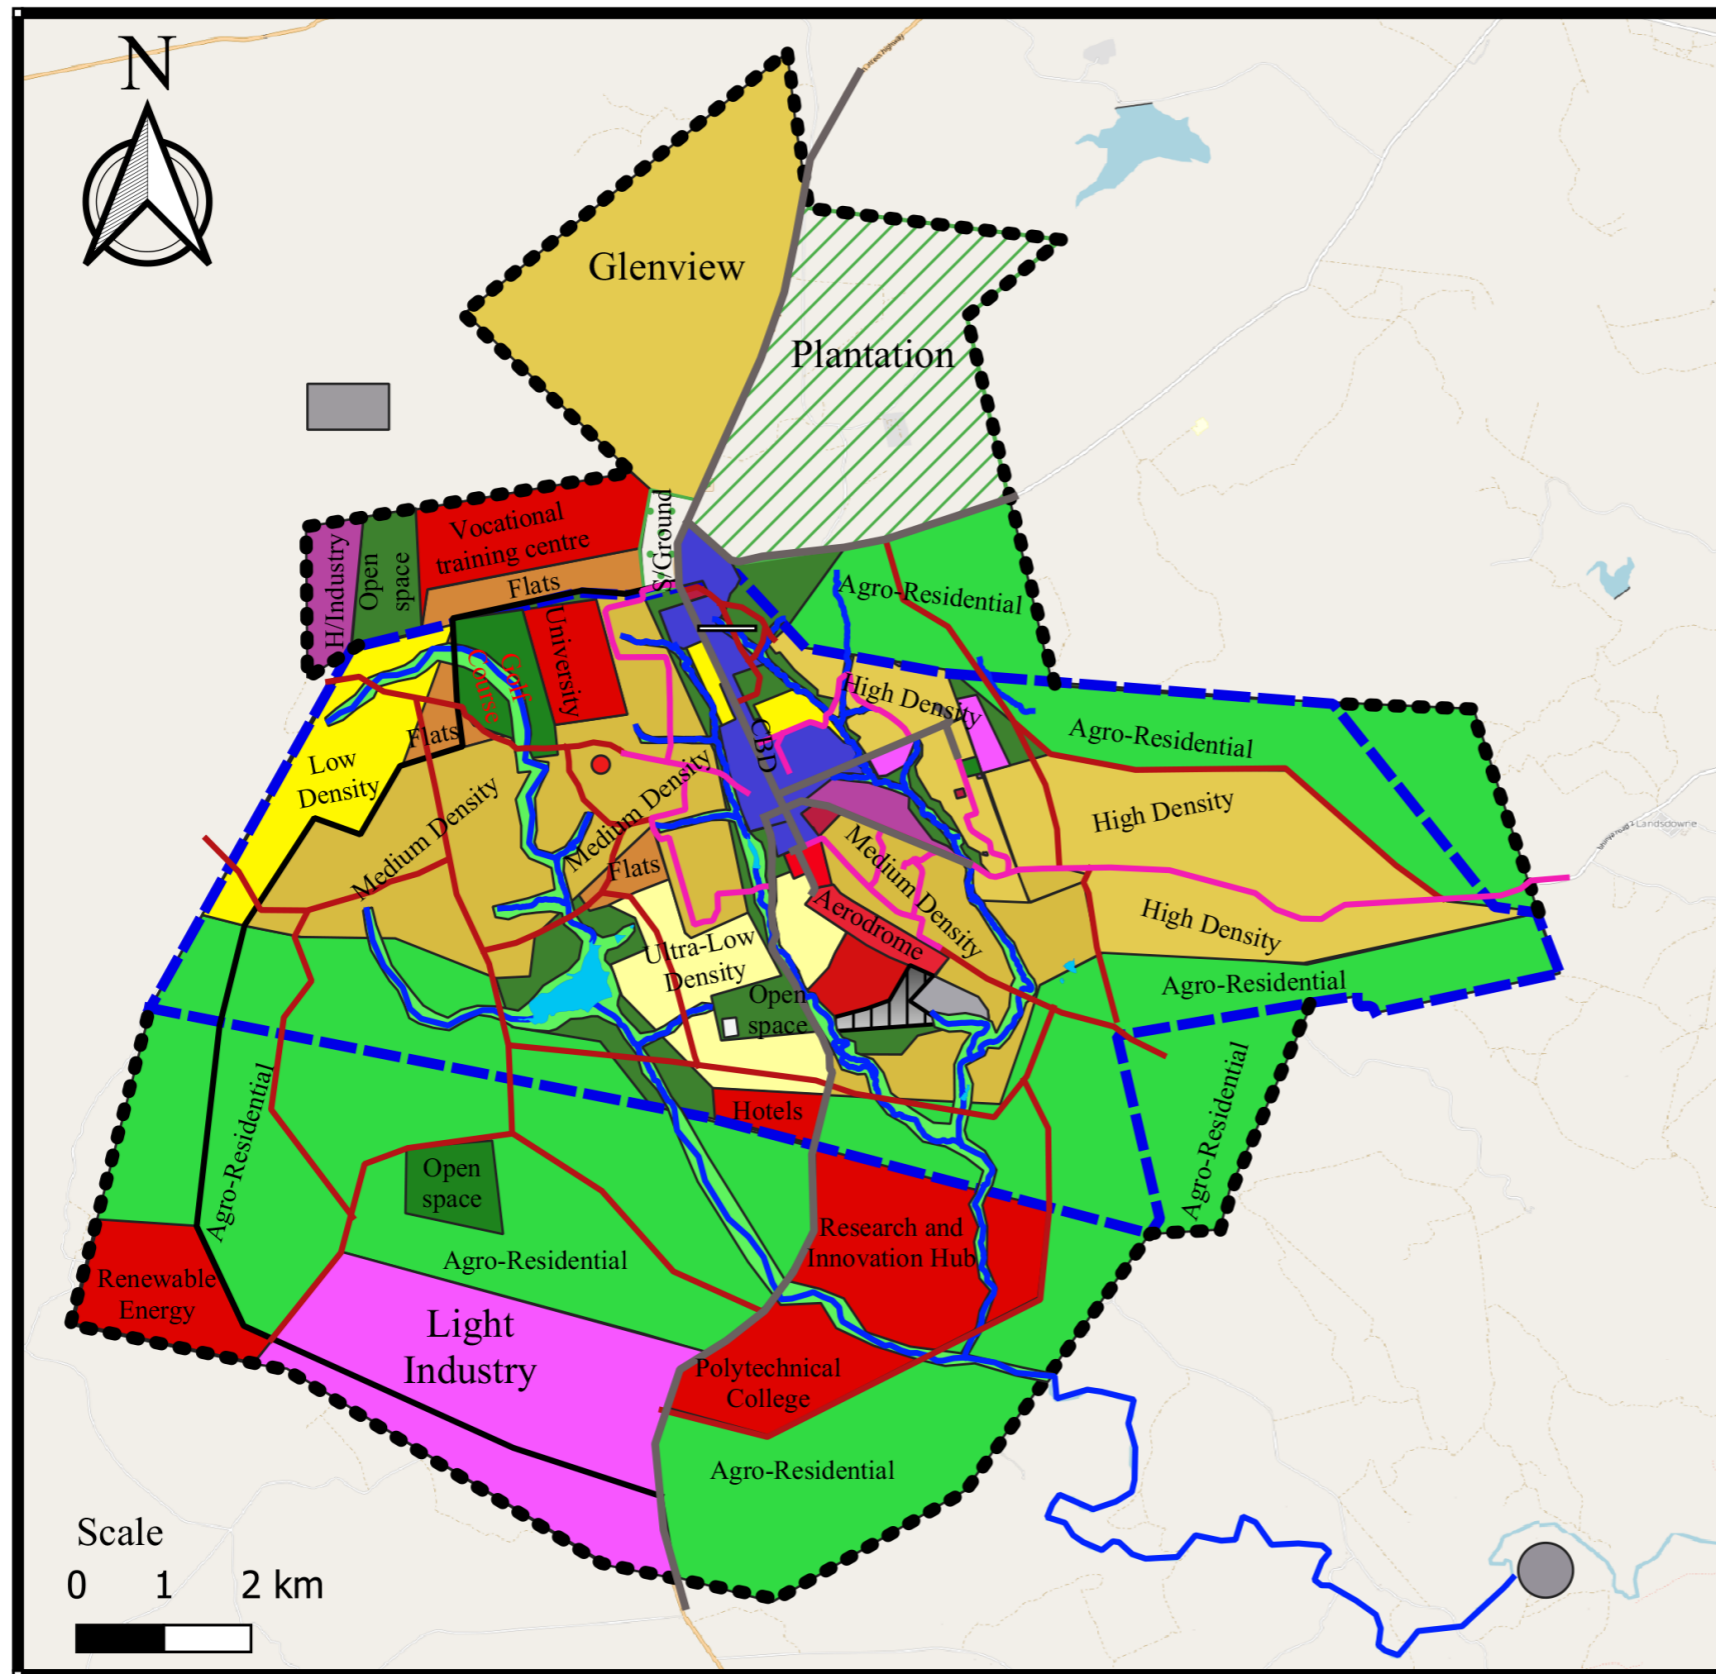 N
Glenview
Plantation
Vocational
training centre
S/Ground
H/Industry
Open
space
Flats
Agro-Residential
University
Golf
Course
High Density
Agro-Residential
CBD
Flats
Low
Density
Medium Density
Medium Density
High Density
Landsdowne
Medium Density
Flats
Aerodrome
High Density
Ultra-Low
Density
Open
space
Agro-Residential
Agro-Residential
Agro-Residential
Hotels
Open
space
Research and
Innovation Hub
Agro-Residential
Renewable
Energy
Light
Industry
Polytechnical
College
Agro-Residential
Scale
0 1 2 km